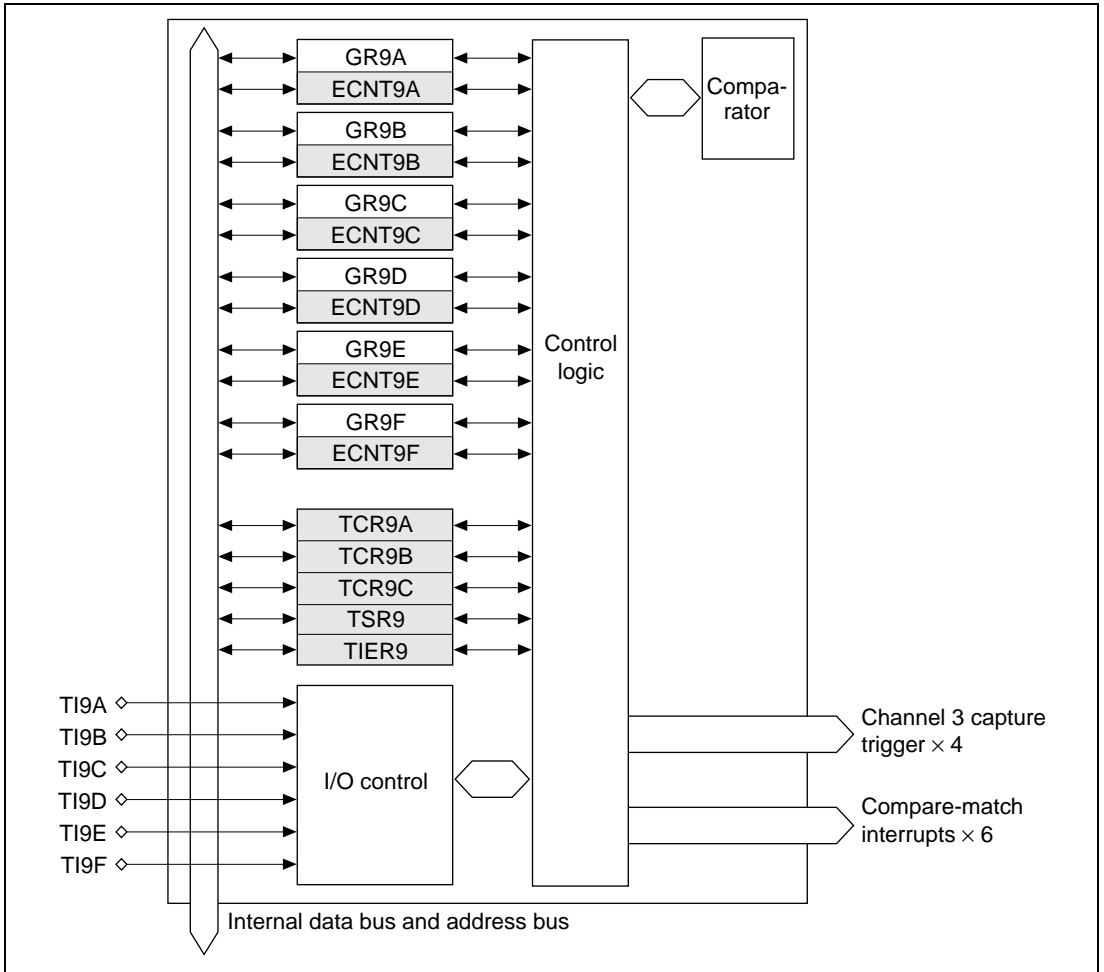 GR9A
ECNT9A
GR9B
ECNT9B
GR9C
ECNT9C
GR9D
ECNT9D
GR9E
ECNT9E
GR9F
ECNT9F
TCR9A
TCR9B
TCR9C
TSR9
TIER9
Control
logic
Compa-
rator
TI9A
TI9B
TI9C
TI9D
TI9E
TI9F
I/O control
Channel 3 capture
trigger × 4
Compare-match
interrupts × 6
Internal data bus and address bus